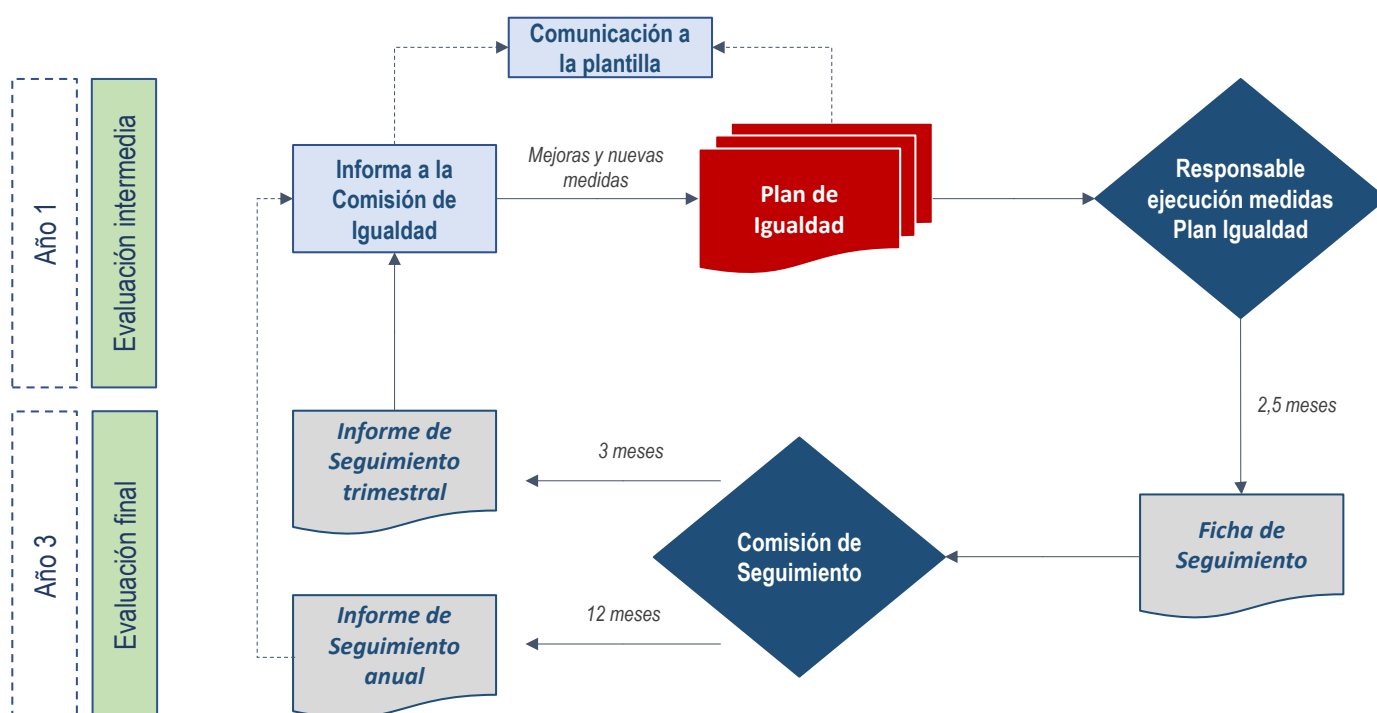 Comunicación a
la plantilla
Año 1
Evaluación intermedia
Informa a la
Comisión de
Igualdad
Mejoras y nuevas
medidas
Plan de
Igualdad
Responsable
ejecución medidas
Plan Igualdad
2,5 meses
Año 3
Evaluación final
Informe de
Seguimiento
trimestral
3 meses
Comisión de
Seguimiento
Ficha de
Seguimiento
12 meses
Informe de
Seguimiento
anual